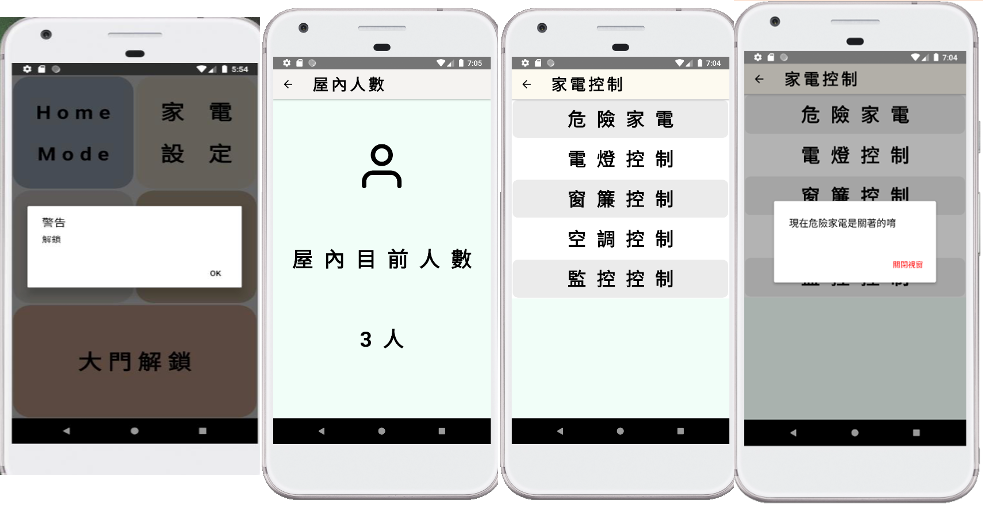 5:54
Home
Mode
家電
設定
警告
解鎖
OK
大門解鎖
7:05
屋內人數
屋內目前人數
3人
7:04
家電控制
危險家電
電燈控制
窗簾控制
空調控制
監控控制
7:04
家電控制
危險家電
電燈控制
窗簾控制
現在危險家電是關著的唷
關閉視窗
監控控制